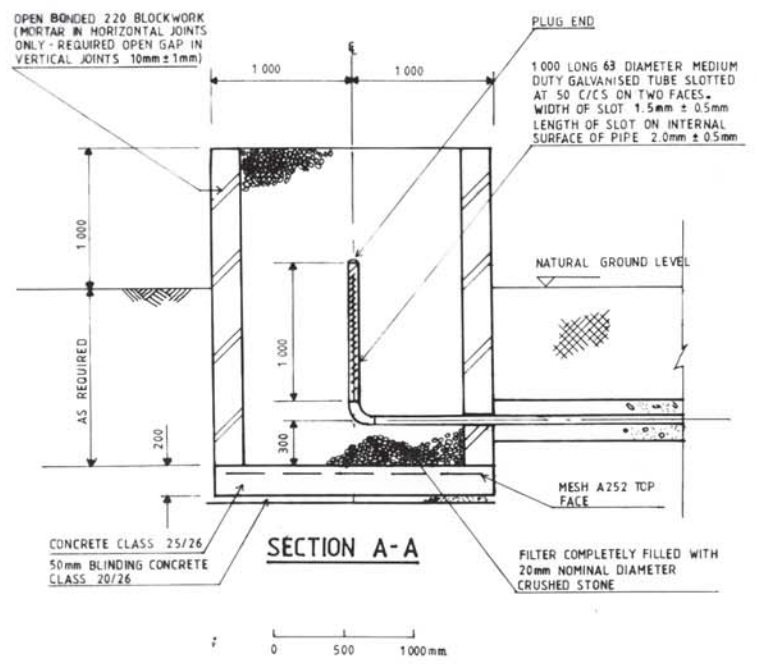 OPEN BONDED 220 BLOCKWORK
(MORTAR IN HORIZONTAL JOINTS
ONLY - REQUIRED OPEN GAP IN
VERTICAL JOINTS 10mm ± 1mm)
PLUG END
1 000
1 000
1 000 LONG 63 DIAMETER MEDIUM
DUTY GALVANISED TUBE SLOTTED
AT 50 C/CS ON TWO FACES.
WIDTH OF SLOT 1.5mm ± 0.5mm
LENGTH OF SLOT ON INTERNAL
SURFACE OF PIPE 2.0mm ± 0.5mm
1 000
NATURAL GROUND LEVEL
1 000
AS REQUIRED
300
200
MESH A252 TOP
FACE
CONCRETE CLASS 25/26
50mm BLINDING CONCRETE
CLASS 20/26
SECTION A-A
FILTER COMPLETELY FILLED WITH
20mm NOMINAL DIAMETER
CRUSHED STONE
0 500 1000mm